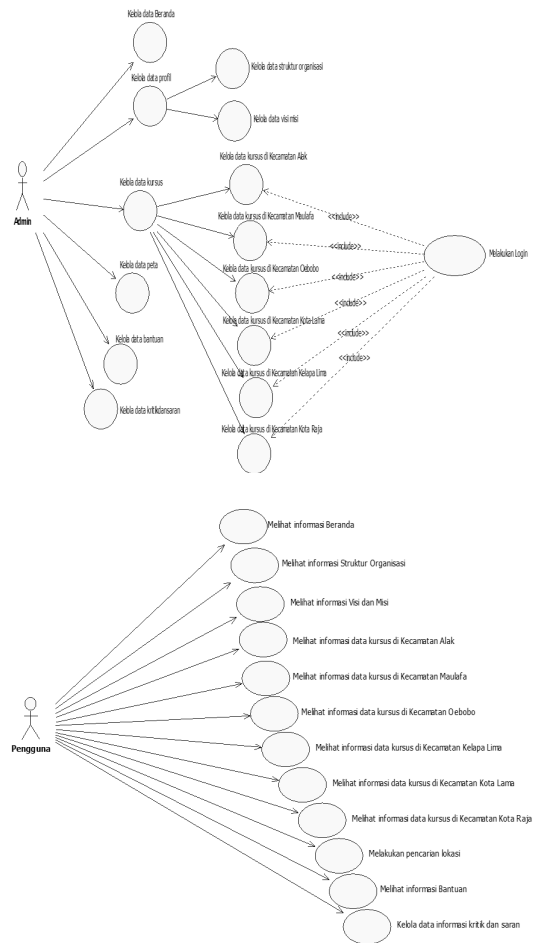 Kelola data Beranda
Kelola data struktur organisasi
Kelola data profil
Kelola data visi misi
Kelola data kursus di Kecamatan Alak
Admin
Kelola data kursus
Kelola data kursus di Kecamatan Maulafa
<<include>>
<<include>>
Melakukan Login
Kelola data peta
Kelola data kursus di Kecamatan Oebobo
<<include>>
<<include>>
Kelola data kursus di Kecamatan Kota Lama
Kelola data bantuan
<<include>>
<<include>>
Kelola data kursus di Kecamatan Kelapa Lima
Kelola data kritikdansaran
Kelola data kursus di Kecamatan Kota Raja
Melihat informasi Beranda
Melihat informasi Struktur Organisasi
Melihat informasi Visi dan Misi
Melihat informasi data kursus di Kecamatan Alak
Melihat informasi data kursus di Kecamatan Maulafa
Melihat informasi data kursus di Kecamatan Oebobo
Pengguna
Melihat informasi data kursus di Kecamatan Kelapa Lima
Melihat informasi data kursus di Kecamatan Kota Lama
Melihat informasi data kursus di Kecamatan Kota Raja
Melakukan pencarian lokasi
Melihat informasi Bantuan
Kelola data informasi kritik dan saran